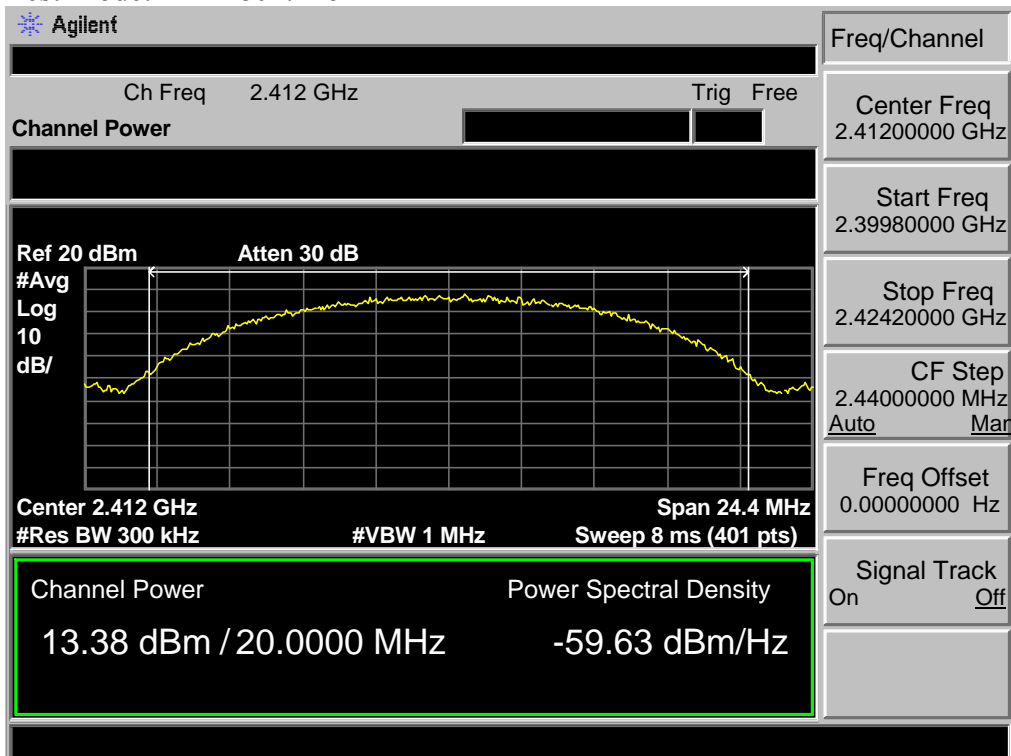 Agilent
Freq/Channel
Ch Freq 2.412 GHz Trig Free
Channel Power
Center Freq
2.41200000 GHz
Start Freq
2.39980000 GHz
Stop Freq
2.42420000 GHz
CF Step
2.44000000 MHz
Auto Man
Freq Offset
0.00000000 Hz
Signal Track
On Off
Ref 20 dBm Atten 30 dB
#Avg
Log
10
dB/
Center 2.412 GHz Span 24.4 MHz
#Res BW 300 kHz #VBW 1 MHz Sweep 8 ms (401 pts)
Channel Power Power Spectral Density
13.38 dBm / 20.0000 MHz -59.63 dBm/Hz